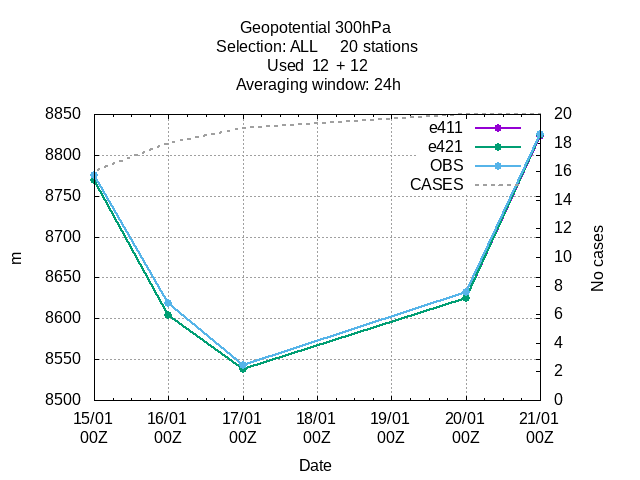 Geopotential 300hPa
Selection: ALL     20 stations
Used  12  + 12
Averaging window: 24h
8850
8800
8750
8700
8650
8600
8550
8500
m
e411
e421
OBS
CASES
20
18
16
14
12
10
8
6
4
2
0
No cases
15/01 16/01 17/01 18/01 19/01 20/01 21/01
00Z 00Z 00Z 00Z 00Z 00Z 00Z
Date